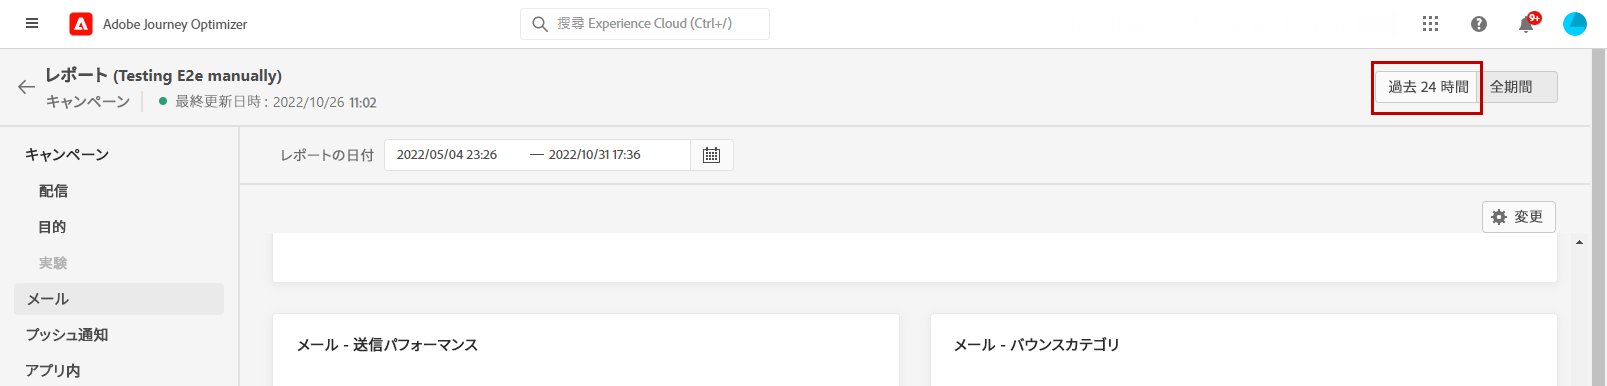 Adobe Journey Optimizer
搜尋 Experience Cloud (Ctrl+/)
9+
レポート (Testing E2e manually)
キャンペーン
最終更新日時 : 2022/10/26 11:02
過去 24 時間
全期間
キャンペーン
配信
目的
実験
メール
プッシュ通知
アプリ内
レポートの日付
2022/05/04 23:26 — 2022/10/31 17:36
変更
メール - 送信パフォーマンス
メール - バウンスカテゴリ